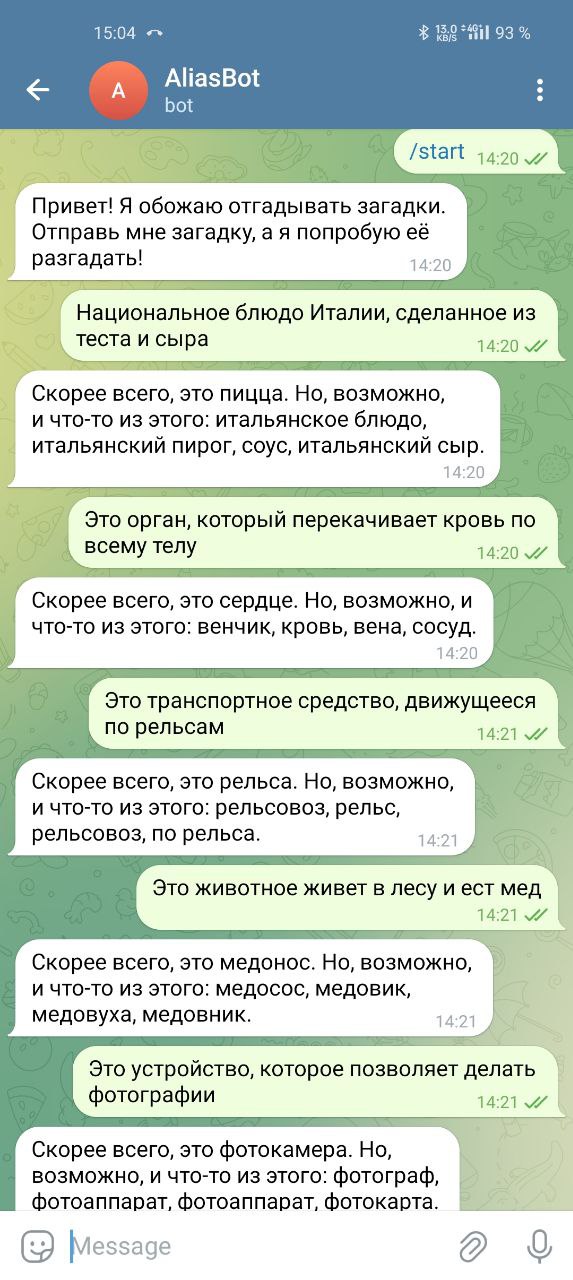 15:04
13.0 KB/S 4G+ 93 %
A
AliasBot
bot
/start 14:20
Привет! Я обожаю отгадывать загадки.
Отправь мне загадку, а я попробую её
разгадать!
14:20
Национальное блюдо Италии, сделанное из
теста и сыра
14:20
Скорее всего, это пицца. Но, возможно,
и что-то из этого: итальянское блюдо,
итальянский пирог, соус, итальянский сыр.
14:20
Это орган, который перекачивает кровь по
всему телу
14:20
Скорее всего, это сердце. Но, возможно, и
что-то из этого: венчик, кровь, вена, сосуд.
14:20
Это транспортное средство, движущееся
по рельсам
14:21
Скорее всего, это рельса. Но, возможно,
и что-то из этого: рельсовоз, рельс,
рельсовоз, по рельса.
14:21
Это животное живет в лесу и ест мед
14:21
Скорее всего, это медонос. Но, возможно,
и что-то из этого: медосос, медовик,
медовуха, медовник.
14:21
Это устройство, которое позволяет делать
фотографии
14:21
Скорее всего, это фотокамера. Но,
возможно, и что-то из этого: фотограф,
фотоаппарат, фотоаппарат, фотокарта.
Message